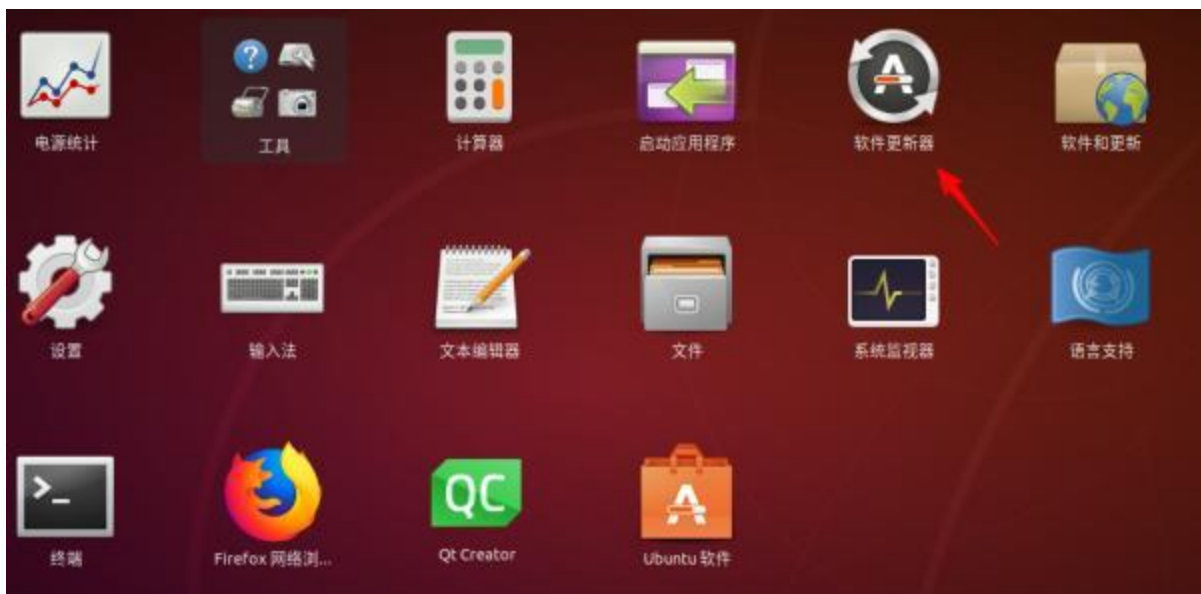 电源统计
工具
计算器
启动应用程序
软件更新器
软件和更新
设置
输入法
文本编辑器
文件
系统监视器
语言支持
终端
Firefox 网络浏...
QC
Qt Creator
Ubuntu 软件